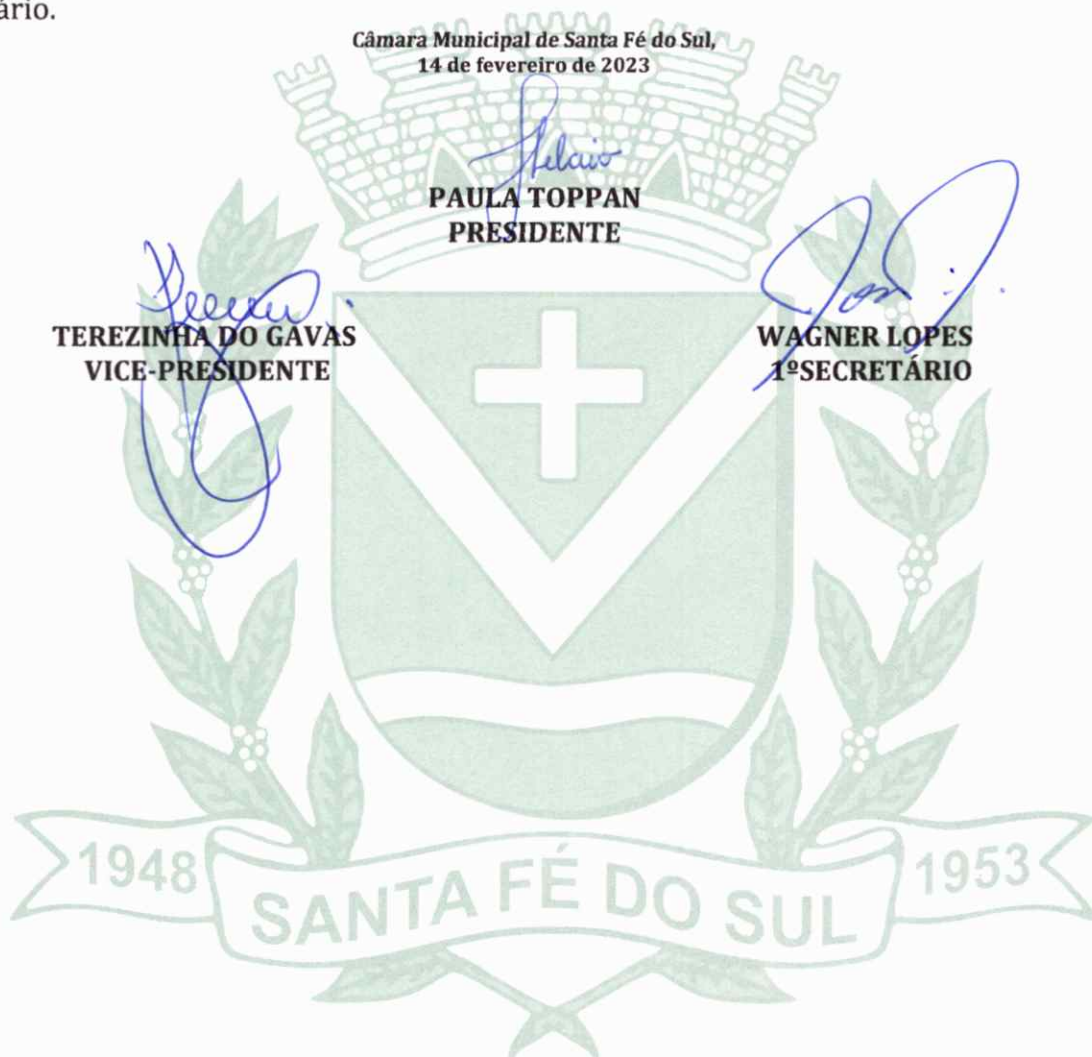 ário.
Câmara Municipal de Santa Fé do Sul,
14 de fevereiro de 2023
PAULA TOPPAN
PRESIDENTE
TEREZINHA DO GAVAS
VICE-PRESIDENTE
WAGNER LOPES
1ºSECRETÁRIO
1948
SANTA FÉ DO SUL
1953